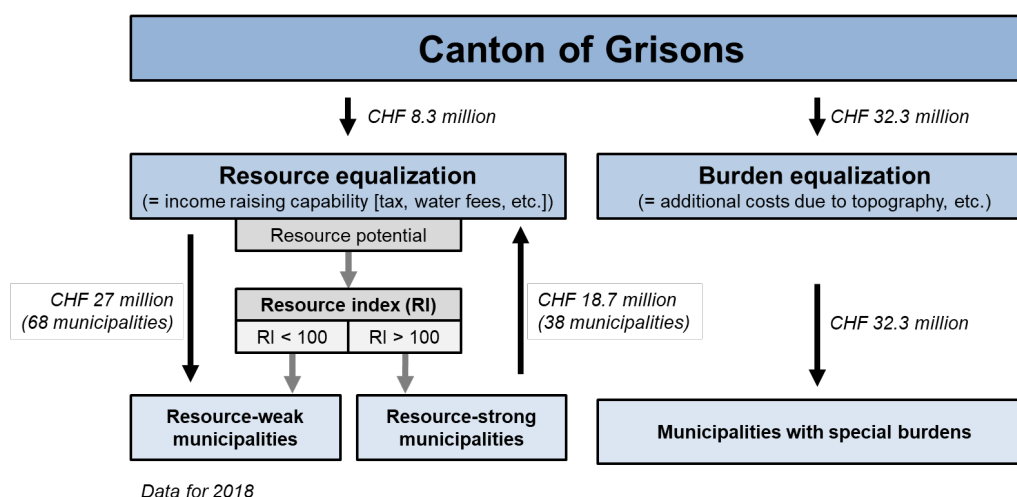 Canton of Grisons
CHF 8.3 million
CHF 32.3 million
Resource equalization
(= income raising capability [tax, water fees, etc.])
Burden equalization
(= additional costs due to topography, etc.)
Resource potential
CHF 27 million
(68 municipalities)
Resource index (RI)
RI < 100
RI > 100
CHF 18.7 million
(38 municipalities)
CHF 32.3 million
Resource-weak
municipalities
Resource-strong
municipalities
Municipalities with special burdens
Data for 2018